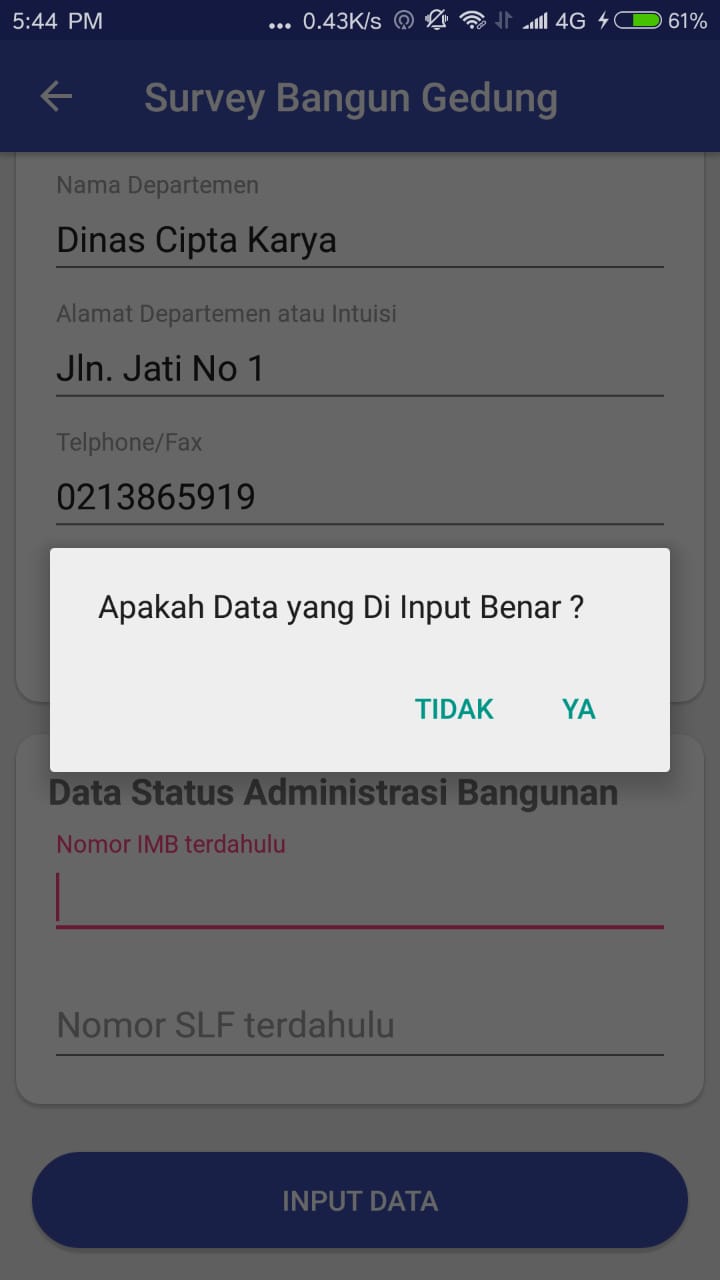 5:44 PM ... 0.43K/s 4G 61%
Survey Bangun Gedung
Nama Departemen
Dinas Cipta Karya
Alamat Departemen atau Intuisi
Jln. Jati No 1
Telphone/Fax
0213865919
Apakah Data yang Di Input Benar ?
TIDAK YA
Data Status Administrasi Bangunan
Nomor IMB terdahulu
Nomor SLF terdahulu
INPUT DATA